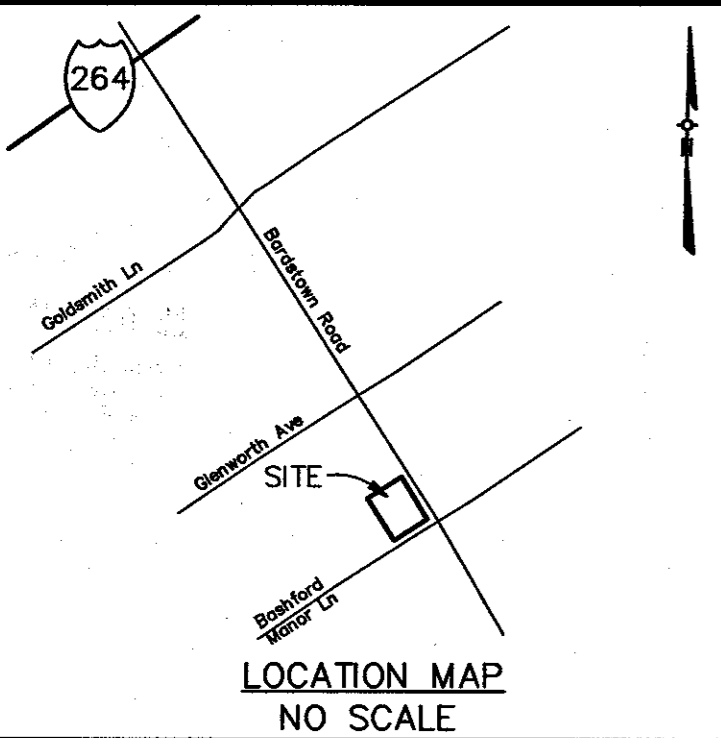 264
Goldsmith Ln
Bardstown Road
Glenworth Ave
SITE
Bashford
Manor Ln
LOCATION MAP
NO SCALE